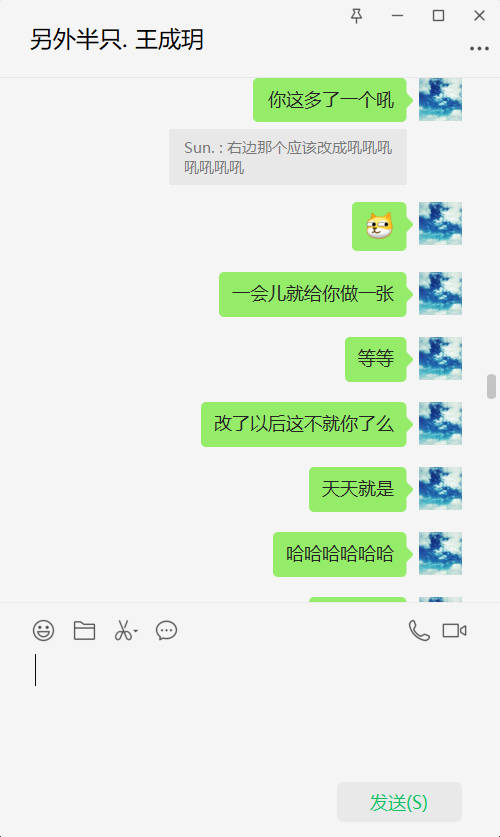 另外半只. 王成玥
你这多了一个吼
Sun. : 右边那个应该改成吼吼吼
吼吼吼吼
一会儿就给你做一张
等等
改了以后这不就你了么
天天就是
哈哈哈哈哈哈
发送(S)